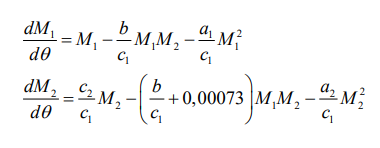 dM₁/dθ = M₁ − b/c₁ M₁M₂ − a₁/c₁ M₁²
dM₂/dθ = c₂/c₁ M₂ − (b/c₁ + 0,00073) M₁M₂ − a₂/c₁ M₂²